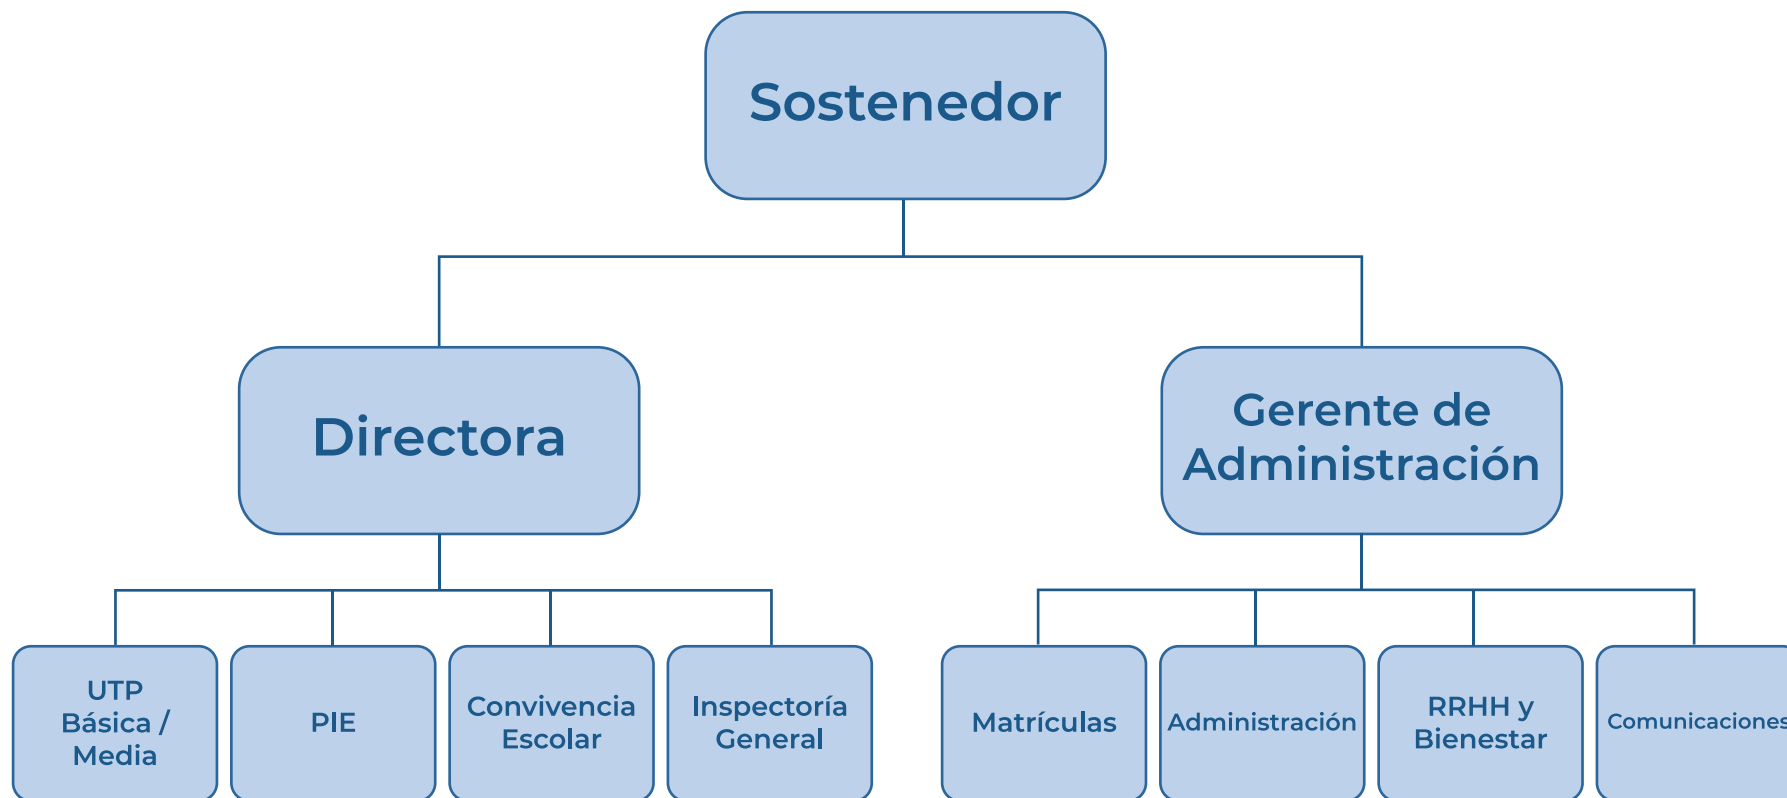 Sostenedor
Directora
Gerente de
Administración
UTP
Básica /
Media
PIE
Convivencia
Escolar
Inspectoría
General
Matrículas
Administración
RRHH y
Bienestar
Comunicaciones